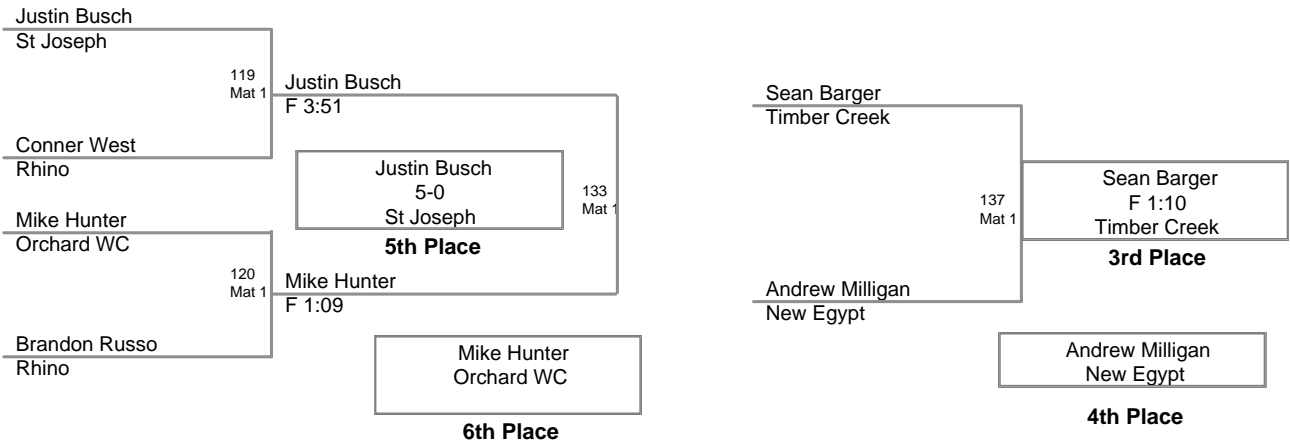 Justin Busch
St Joseph
119
Mat 1
Justin Busch
F 3:51
Conner West
Rhino
Justin Busch
5-0
St Joseph
5th Place
133
Mat 1
Mike Hunter
Orchard WC
120
Mat 1
Mike Hunter
F 1:09
Brandon Russo
Rhino
Mike Hunter
Orchard WC
6th Place
Sean Barger
Timber Creek
137
Mat 1
Sean Barger
F 1:10
Timber Creek
3rd Place
Andrew Milligan
New Egypt
Andrew Milligan
New Egypt
4th Place